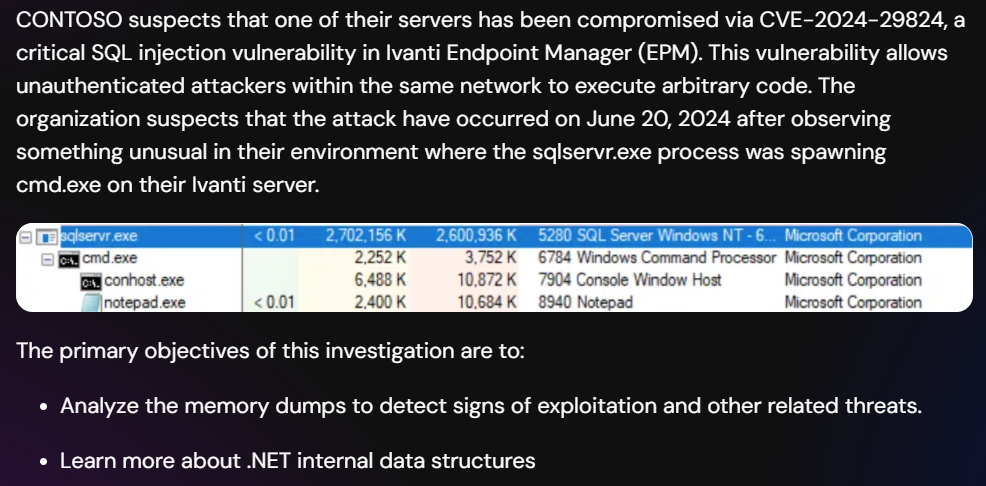 CONTOSO suspects that one of their servers has been compromised via CVE-2024-29824, a
critical SQL injection vulnerability in Ivanti Endpoint Manager (EPM). This vulnerability allows
unauthenticated attackers within the same network to execute arbitrary code. The
organization suspects that the attack have occurred on June 20, 2024 after observing
something unusual in their environment where the sqlservr.exe process was spawning
cmd.exe on their Ivanti server.
sqlservr.exe < 0.01 2,702,156 K 2,600,936 K 5280 SQL Server Windows NT - 6... Microsoft Corporation
cmd.exe 2,252 K 3,752 K 6784 Windows Command Processor Microsoft Corporation
conhost.exe 6,488 K 10,872 K 7904 Console Window Host Microsoft Corporation
notepad.exe < 0.01 2,400 K 10,684 K 8940 Notepad Microsoft Corporation
The primary objectives of this investigation are to:
• Analyze the memory dumps to detect signs of exploitation and other related threats.
• Learn more about .NET internal data structures